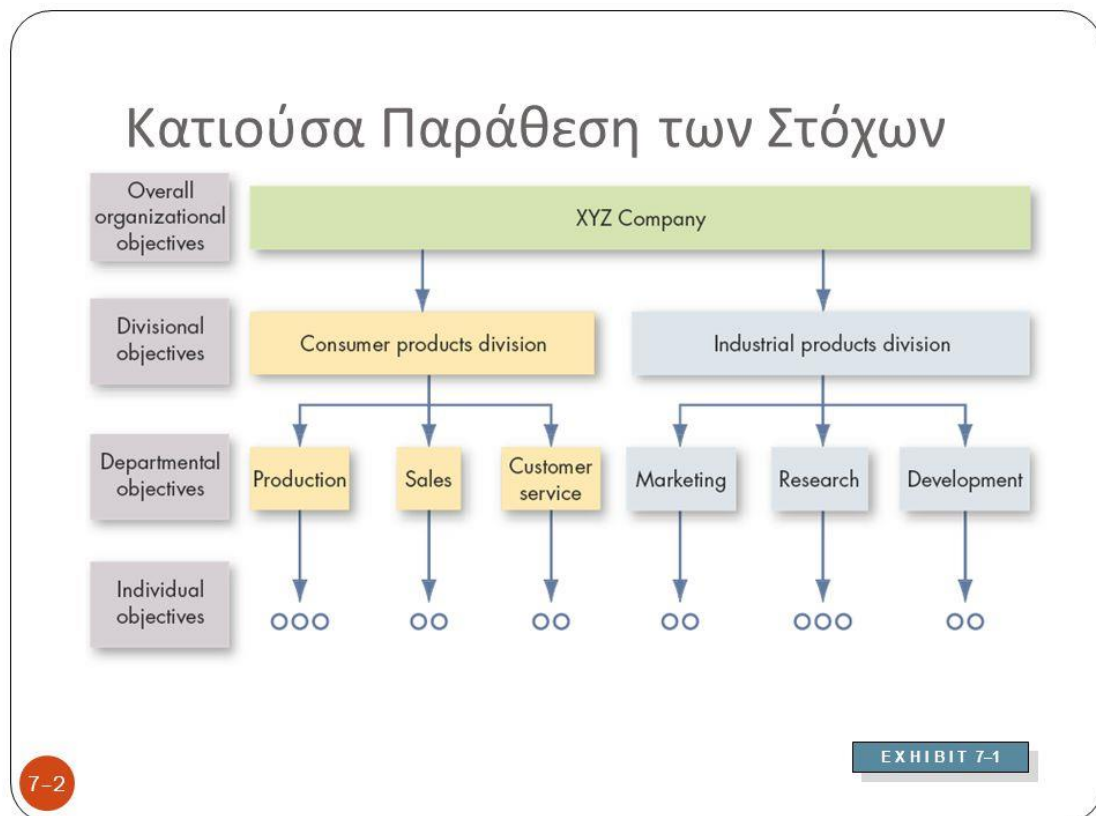 Κατιούσα Παράθεση των Στόχων
Overall
organizational
objectives
XYZ Company
Divisional
objectives
Consumer products division
Industrial products division
Departmental
objectives
Production
Sales
Customer
service
Marketing
Research
Development
Individual
objectives
EXHIBIT 7–1
7–2